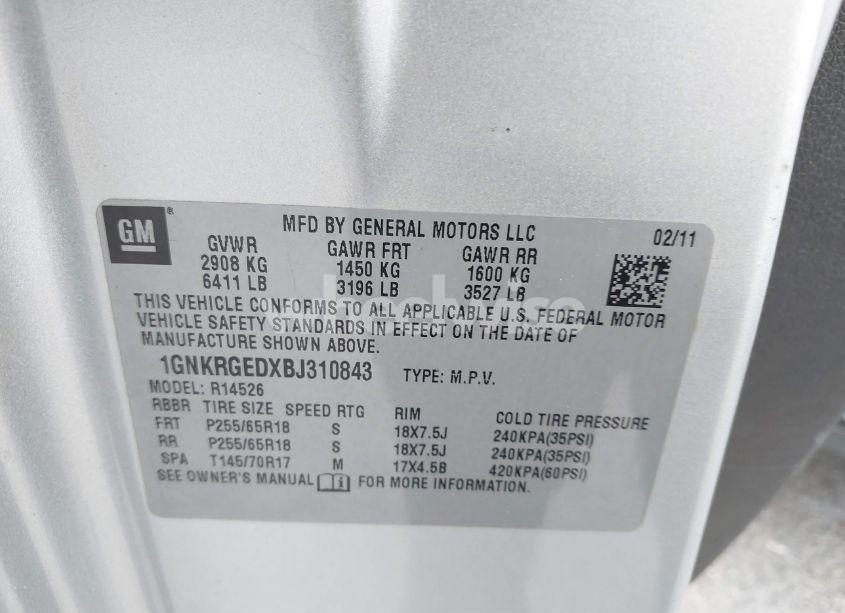 GM®
MFD BY GENERAL MOTORS LLC 02/11
GVWR GAWR FRT GAWR RR
2908 KG 1450 KG 1600 KG
6411 LB 3196 LB 3527 LB
THIS VEHICLE CONFORMS TO ALL APPLICABLE U.S. FEDERAL MOTOR
VEHICLE SAFETY STANDARDS IN EFFECT ON THE DATE OF
MANUFACTURE SHOWN ABOVE.
1GNKRGEDXBJ310843 TYPE: M.P.V.
MODEL: R14526
RBBR TIRE SIZE SPEED RTG RIM COLD TIRE PRESSURE
FRT P255/65R18 S 18X7.5J 240KPA(35PSI)
RR P255/65R18 S 18X7.5J 240KPA(35PSI)
SPA T145/70R17 M 17X4.5B 420KPA(60PSI)
SEE OWNER'S MANUAL FOR MORE INFORMATION.